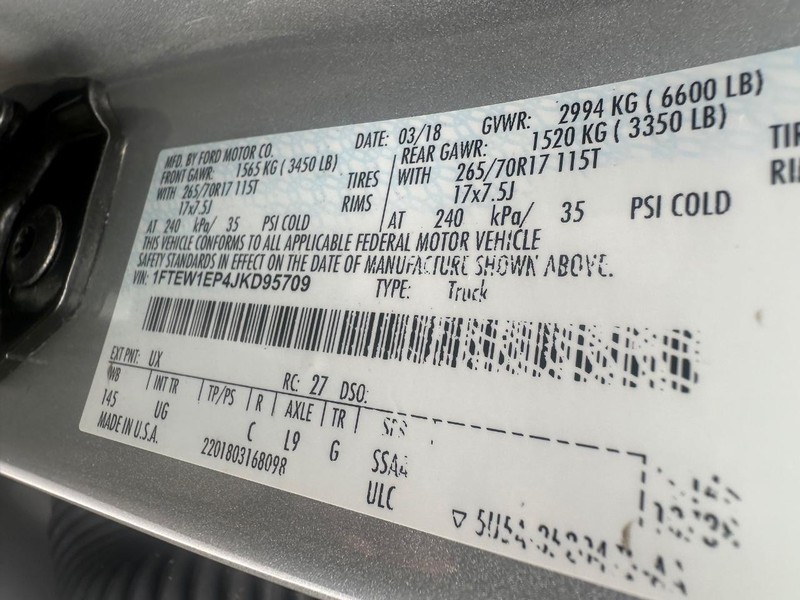 MFD. BY FORD MOTOR CO. DATE: 03/18 GVWR: 2994 KG ( 6600 LB)
FRONT GAWR: 1565 KG ( 3450 LB) REAR GAWR: 1520 KG ( 3350 LB)
WITH 265/70R17 115T TIRES WITH 265/70R17 115T TIR
17x7.5J RIMS 17x7.5J RI
AT 240 kPa/ 35 PSI COLD AT 240 kPa/ 35 PSI COLD
THIS VEHICLE CONFORMS TO ALL APPLICABLE FEDERAL MOTOR VEHICLE
SAFETY STANDARDS IN EFFECT ON THE DATE OF MANUFACTURE SHOWN ABOVE.
VIN: 1FTEW1EP4JKD95709 TYPE: Truck
EXT PNT: UX RC: 27 DSO:
WB INT TR TP/PS R AXLE TR SPR
145 UG C L9 G SSA4
MADE IN U.S.A. 2201803168098 ULC